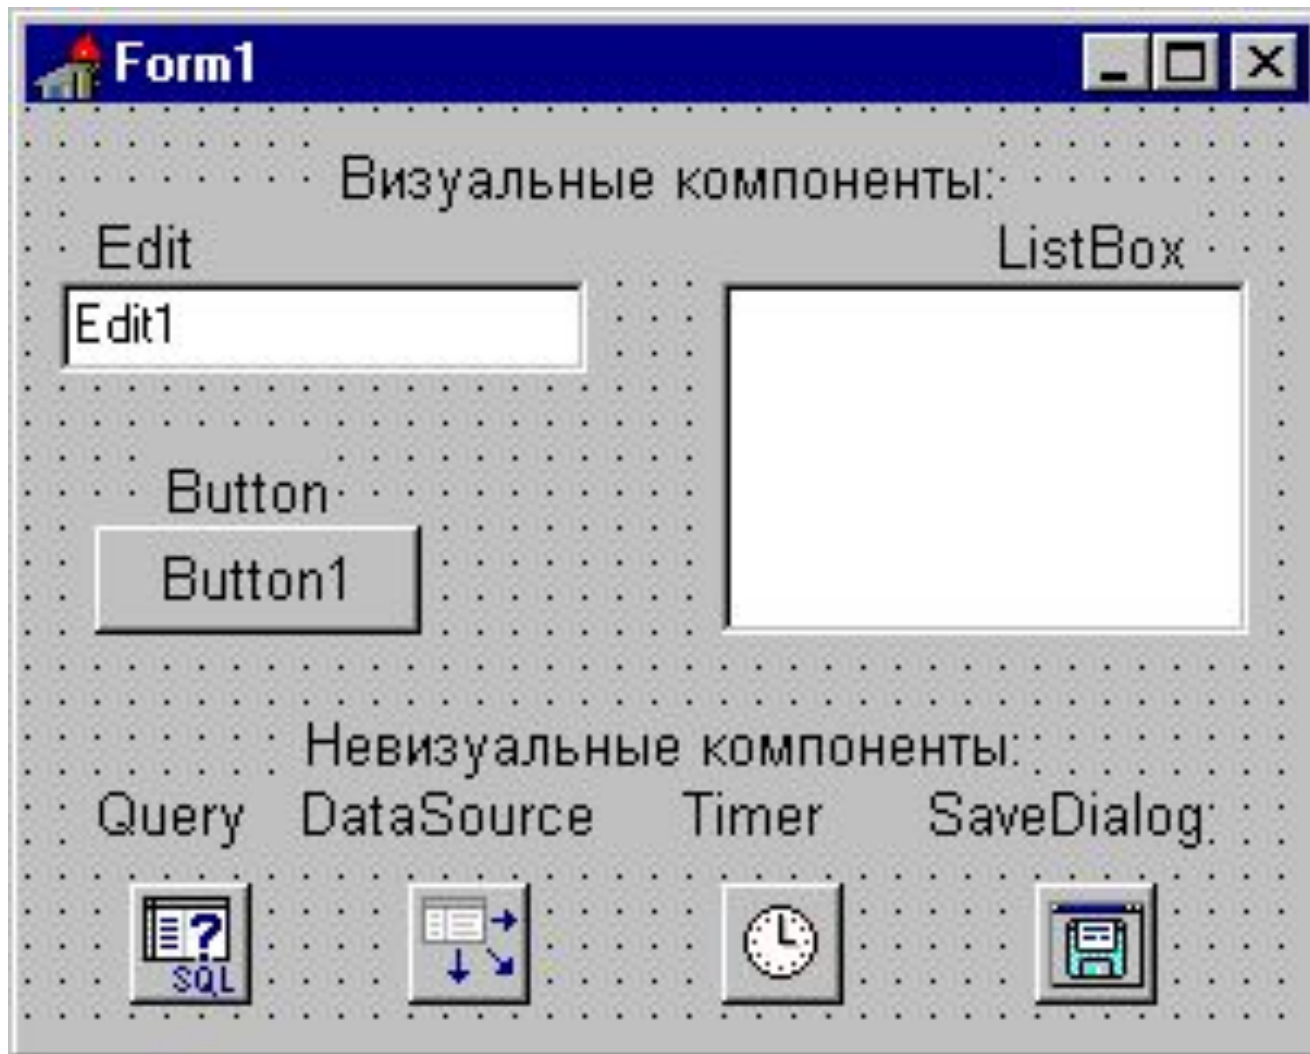 Form1
Визуальные компоненты:
Edit ListBox
Edit1
Button
Button1
Невизуальные компоненты:
Query DataSource Timer SaveDialog
SQL